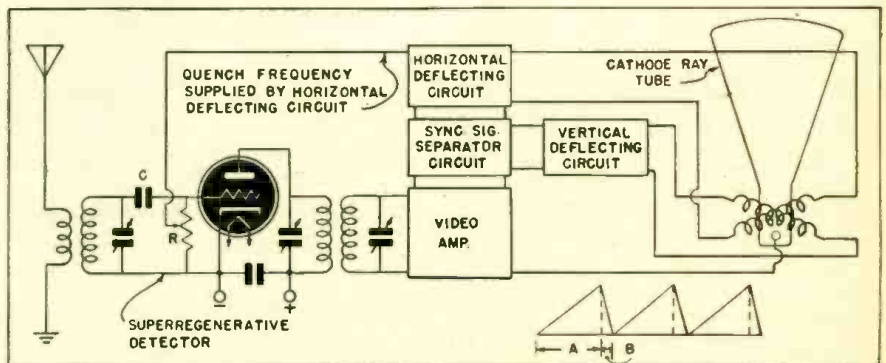 QUENCH FREQUENCY
SUPPLIED BY HORIZONTAL
DEFLECTING CIRCUIT
HORIZONTAL
DEFLECTING
CIRCUIT
CATHODE RAY
TUBE
SYNC SIG.
SEPARATOR
CIRCUIT
VERTICAL
DEFLECTING
CIRCUIT
C
R
VIDEO
AMP.
− +
SUPERREGENERATIVE
DETECTOR
A B